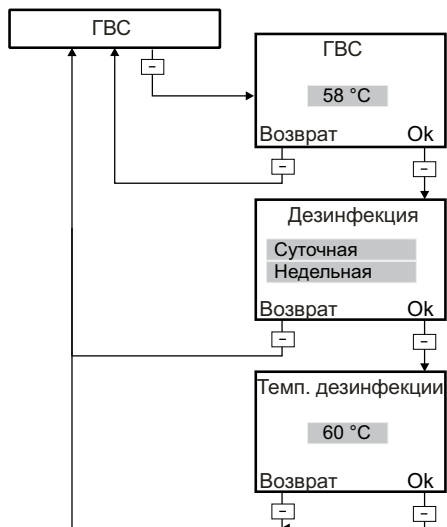 ГВС
ГВС
58 °C
Возврат Ok
Дезинфекция
Суточная
Недельная
Возврат Ok
Темп. дезинфекции
60 °C
Возврат Ok